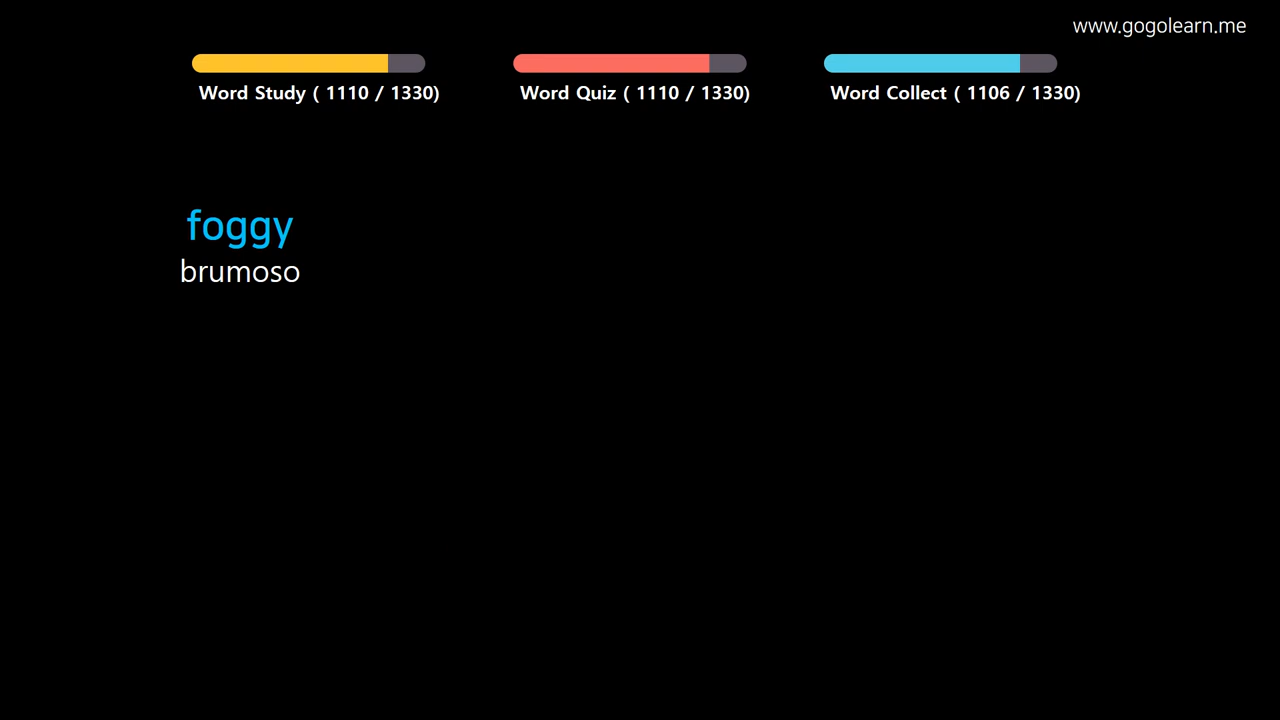 www.gogolearn.me
Word Study ( 1110 / 1330)
Word Quiz ( 1110 / 1330)
Word Collect ( 1106 / 1330)
foggy
brumoso